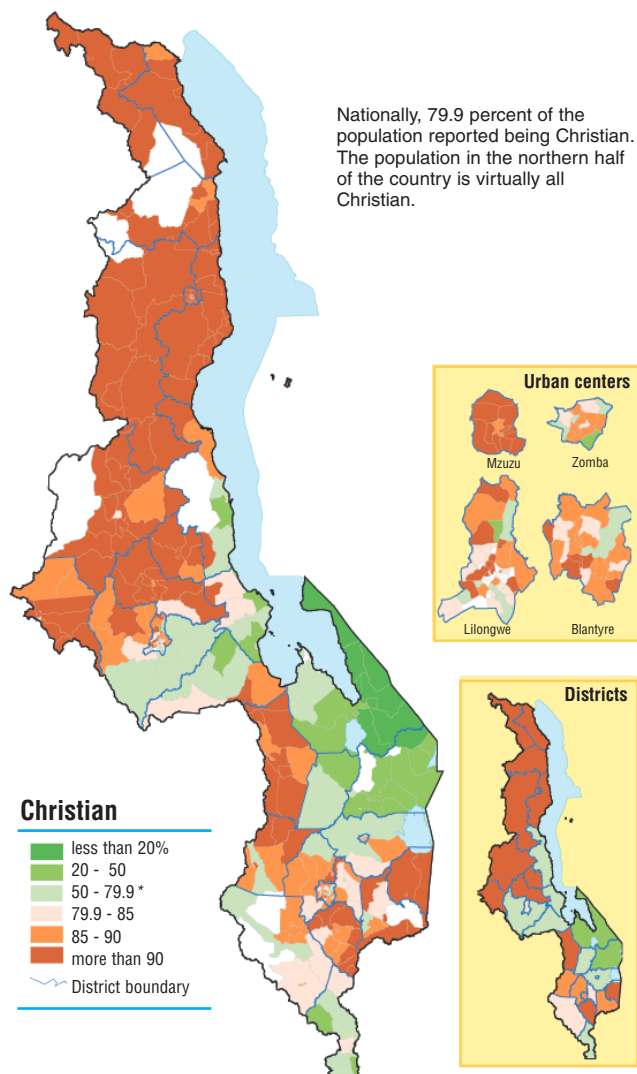 Nationally, 79.9 percent of the
population reported being Christian.
The population in the northern half
of the country is virtually all
Christian.
Urban centers
Mzuzu
Zomba
Lilongwe
Blantyre
Districts
Christian
less than 20%
20 - 50
50 - 79.9 *
79.9 - 85
85 - 90
more than 90
District boundary